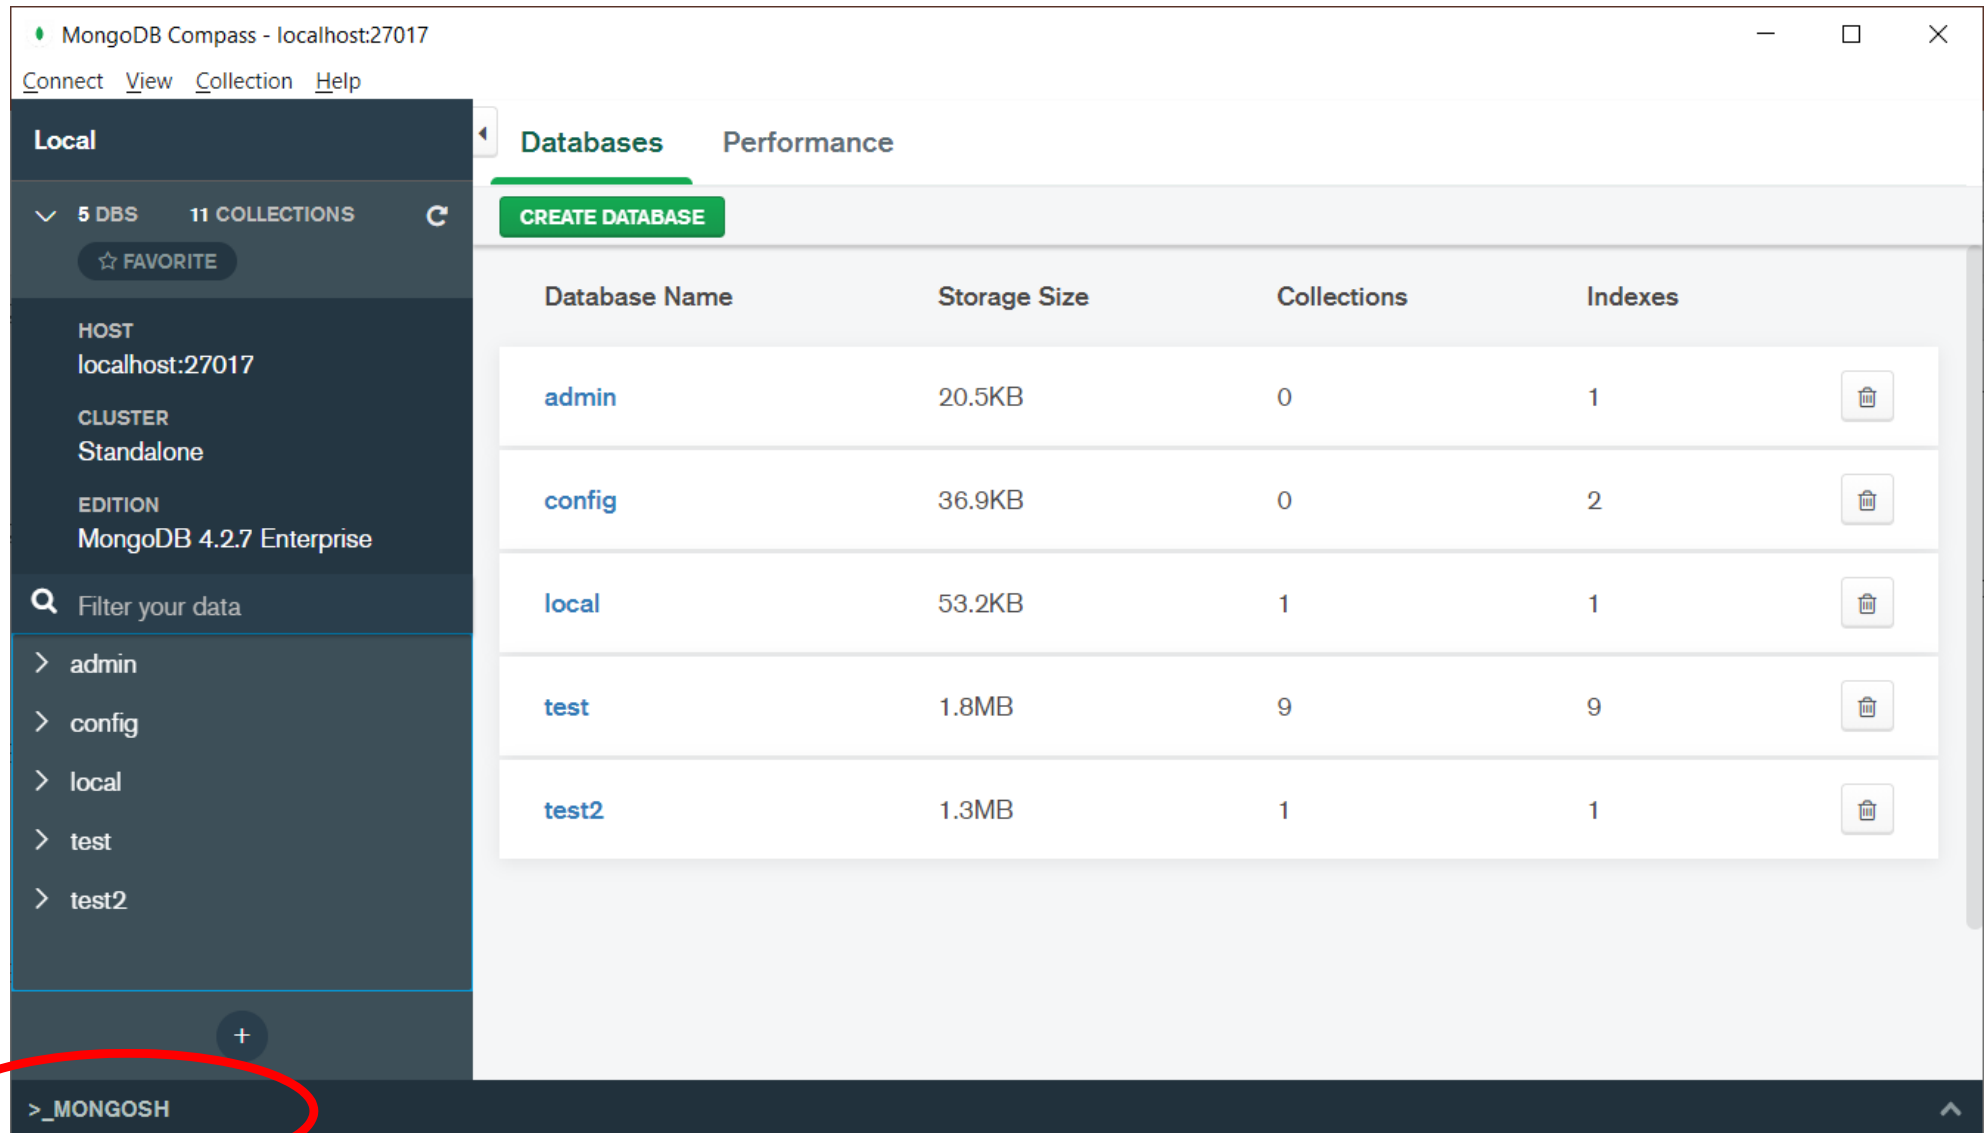 MongoDB Compass - localhost:27017
Connect View Collection Help
Local
Databases Performance
5 DBS 11 COLLECTIONS
FAVORITE
CREATE DATABASE
HOST
localhost:27017
CLUSTER
Standalone
EDITION
MongoDB 4.2.7 Enterprise
Filter your data
admin
config
local
test
test2
+
Database Name Storage Size Collections Indexes
admin 20.5KB 0 1
config 36.9KB 0 2
local 53.2KB 1 1
test 1.8MB 9 9
test2 1.3MB 1 1
>_MONGOSH